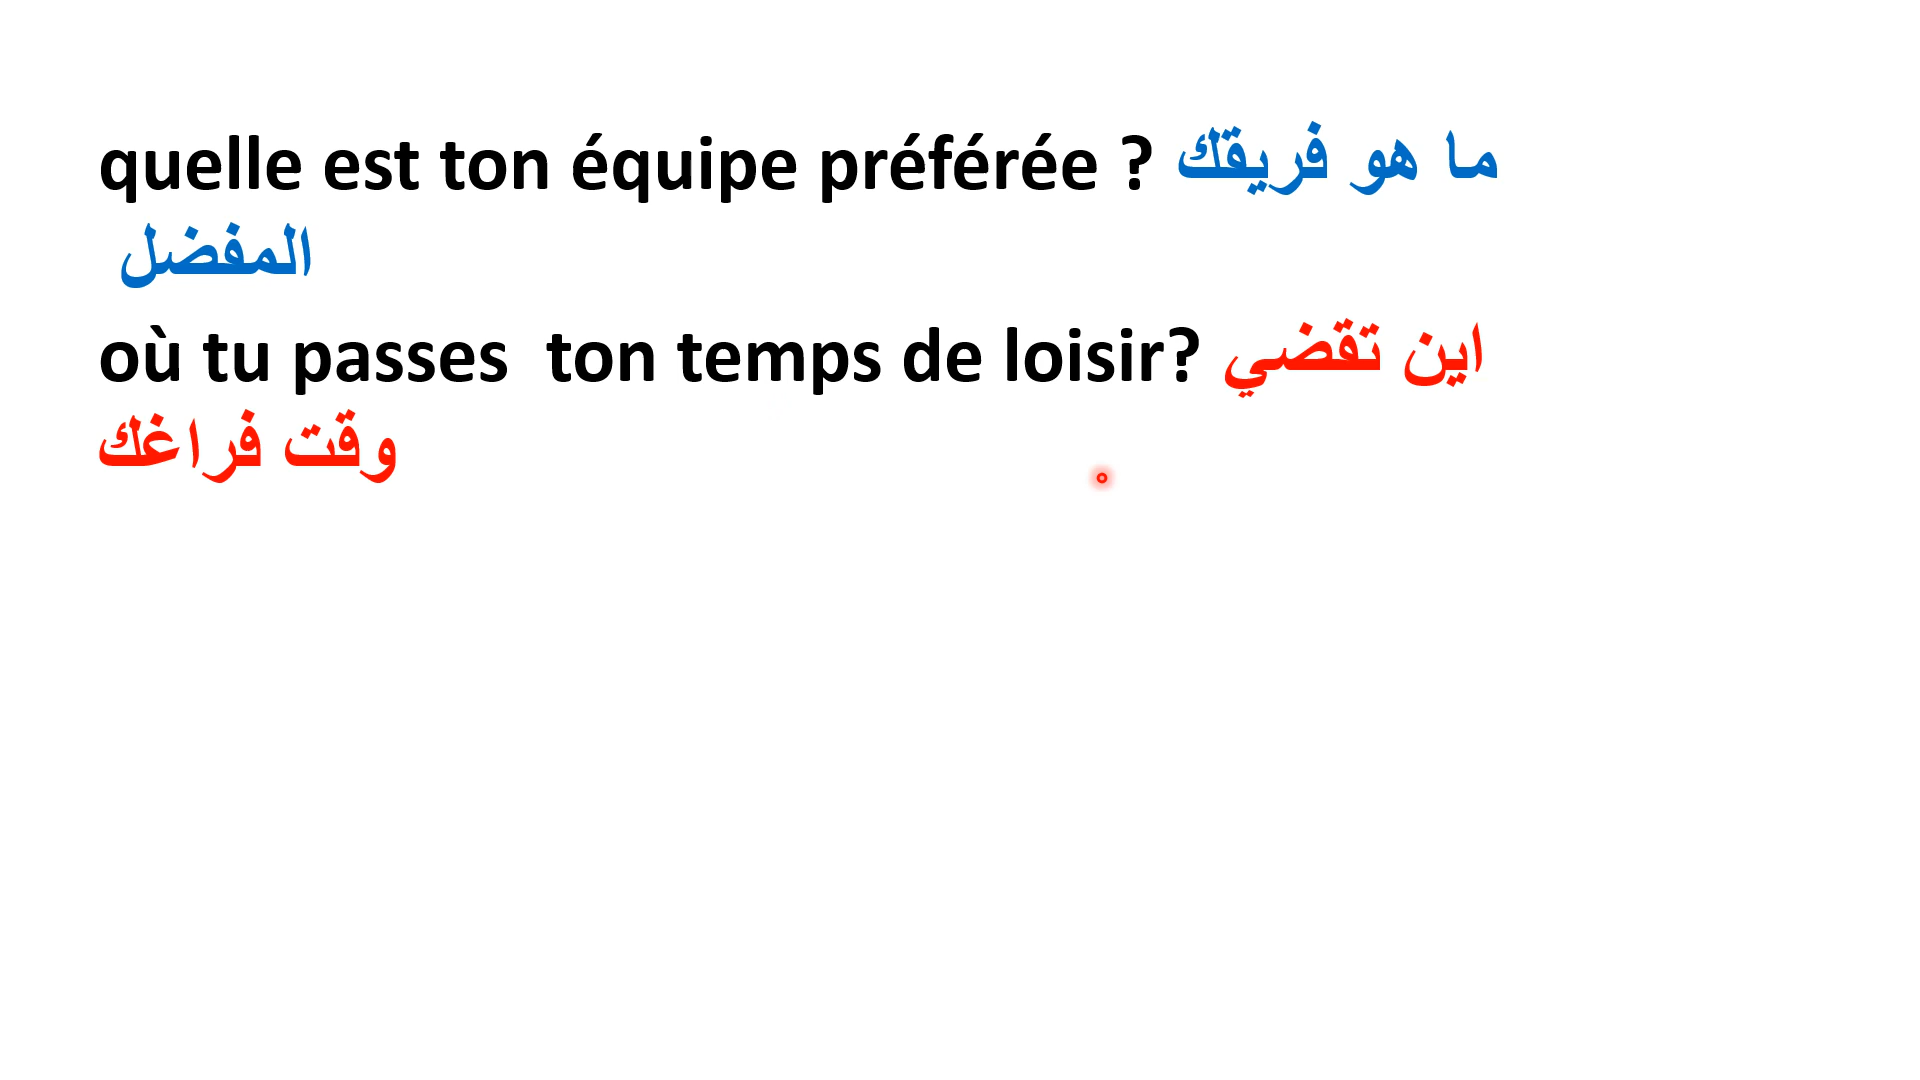 quelle est ton équipe préférée ? ما هو فريقك
المفضل
où tu passes  ton temps de loisir? اين تقضي
وقت فراغك